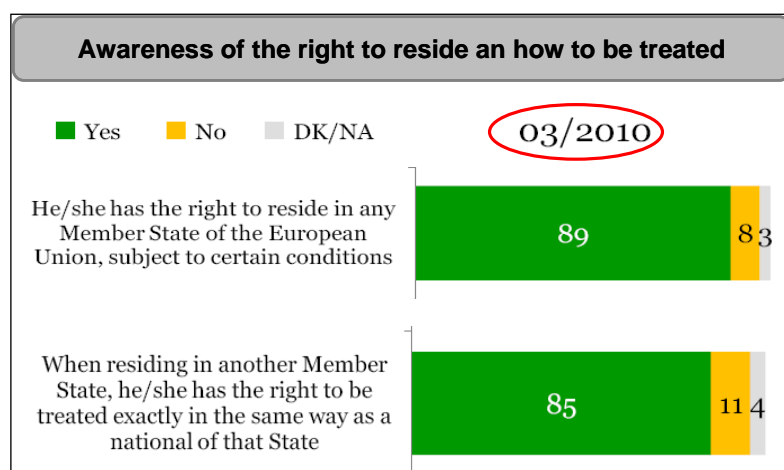 Awareness of the right to reside an how to be treated
Yes No DK/NA 03/2010
He/she has the right to reside in any
Member State of the European
Union, subject to certain conditions
89 8 3
When residing in another Member
State, he/she has the right to be
treated exactly in the same way as a
national of that State
85 11 4